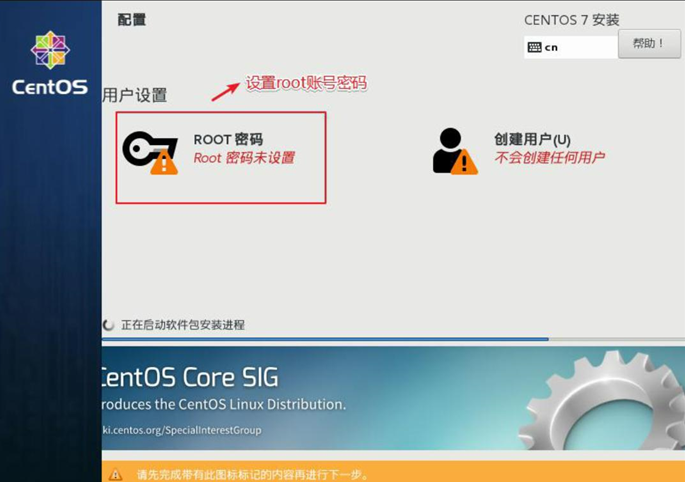 配置
CENTOS 7 安装
cn
帮助！
CentOS
用户设置
设置root账号密码
ROOT 密码
Root 密码未设置
创建用户(U)
不会创建任何用户
正在启动软件包安装进程
CentOS Core SIG
roduces the CentOS Linux Distribution.
ki.centos.org/SpecialInterestGroup
请先完成带有此图标标记的内容再进行下一步。